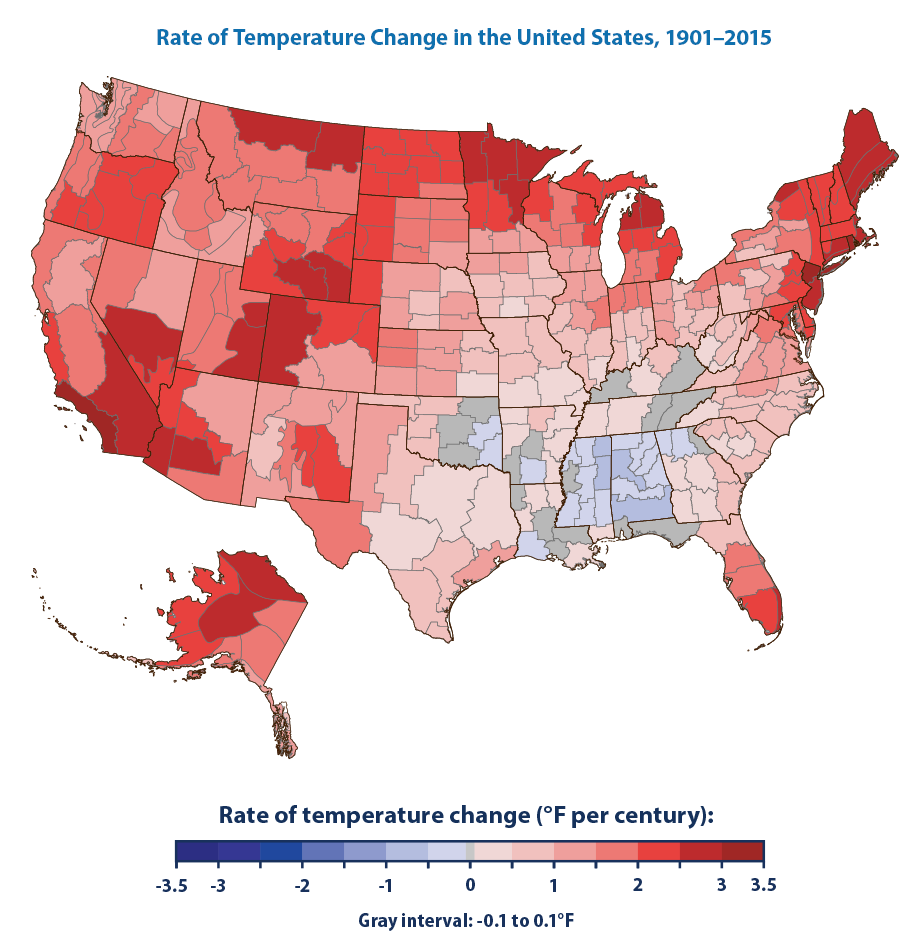 Rate of Temperature Change in the United States, 1901–2015
Rate of temperature change (°F per century):
-3.5 -3 -2 -1 0 1 2 3 3.5
Gray interval: -0.1 to 0.1°F